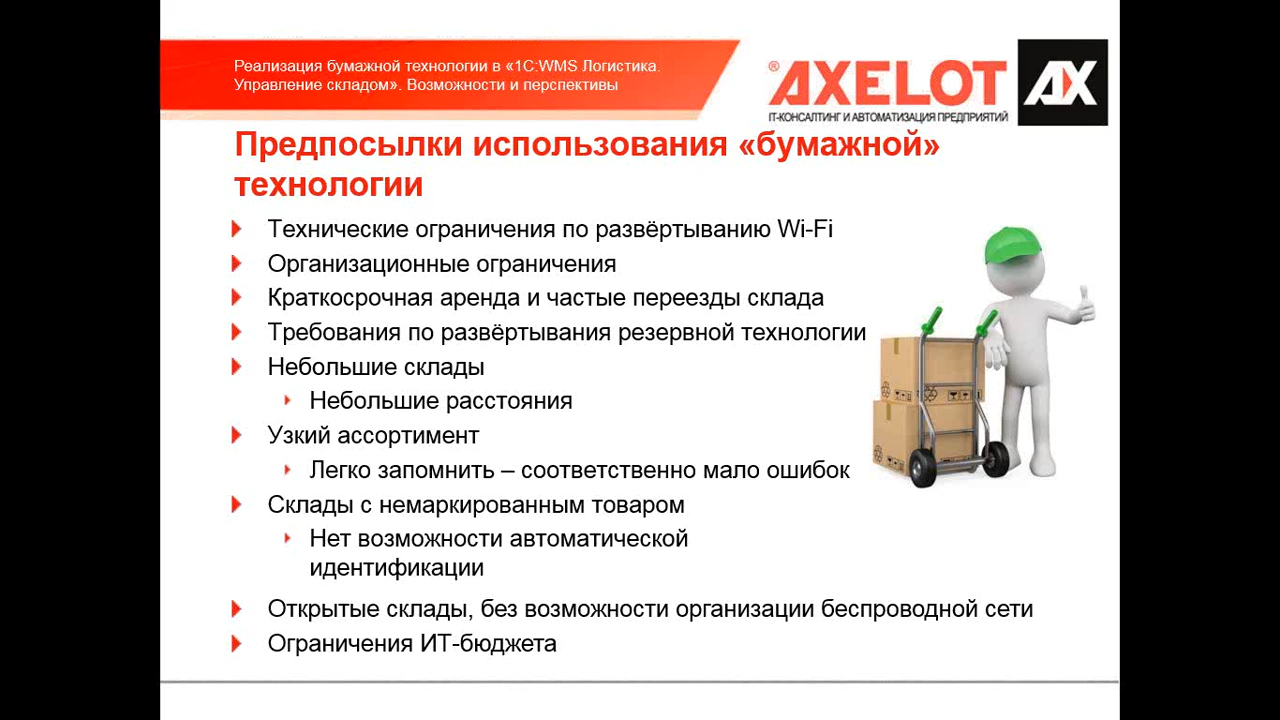 Реализация бумажной технологии в «1С:WMS Логистика.
Управление складом». Возможности и перспективы
®AXELOT AX
IT-КОНСАЛТИНГ И АВТОМАТИЗАЦИЯ ПРЕДПРИЯТИЙ
Предпосылки использования «бумажной»
технологии
Технические ограничения по развёртыванию Wi-Fi
Организационные ограничения
Краткосрочная аренда и частые переезды склада
Требования по развёртывания резервной технологии
Небольшие склады
Небольшие расстояния
Узкий ассортимент
Легко запомнить – соответственно мало ошибок
Склады с немаркированным товаром
Нет возможности автоматической
идентификации
Открытые склады, без возможности организации беспроводной сети
Ограничения ИТ-бюджета